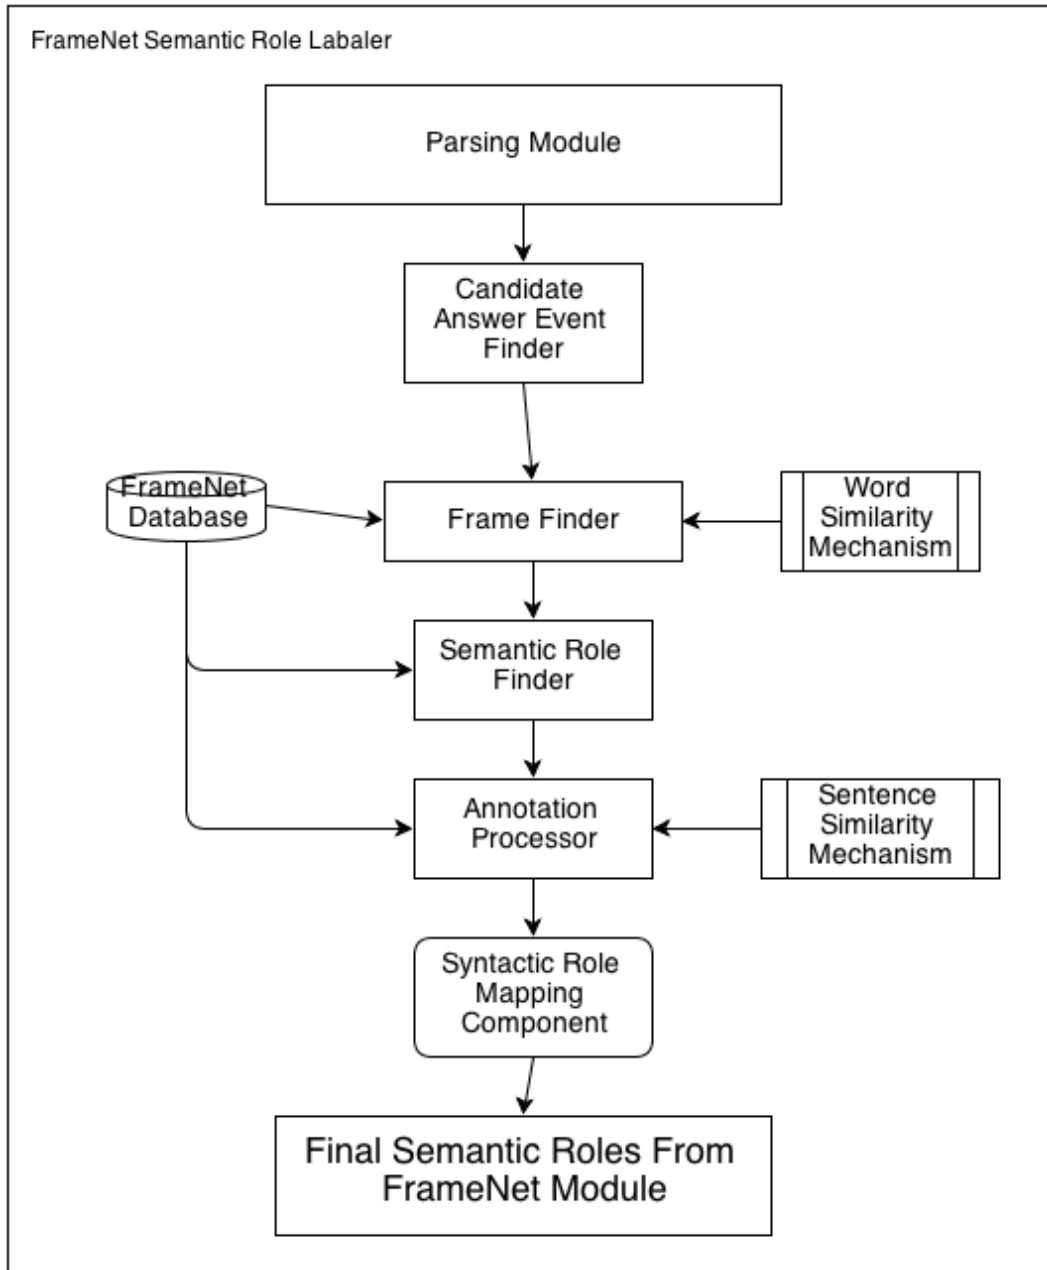 FrameNet Semantic Role Labaler
Parsing Module
Candidate
Answer Event
Finder
FrameNet
Database
Frame Finder
Word
Similarity
Mechanism
Semantic Role
Finder
Annotation
Processor
Sentence
Similarity
Mechanism
Syntactic Role
Mapping
Component
Final Semantic Roles From
FrameNet Module